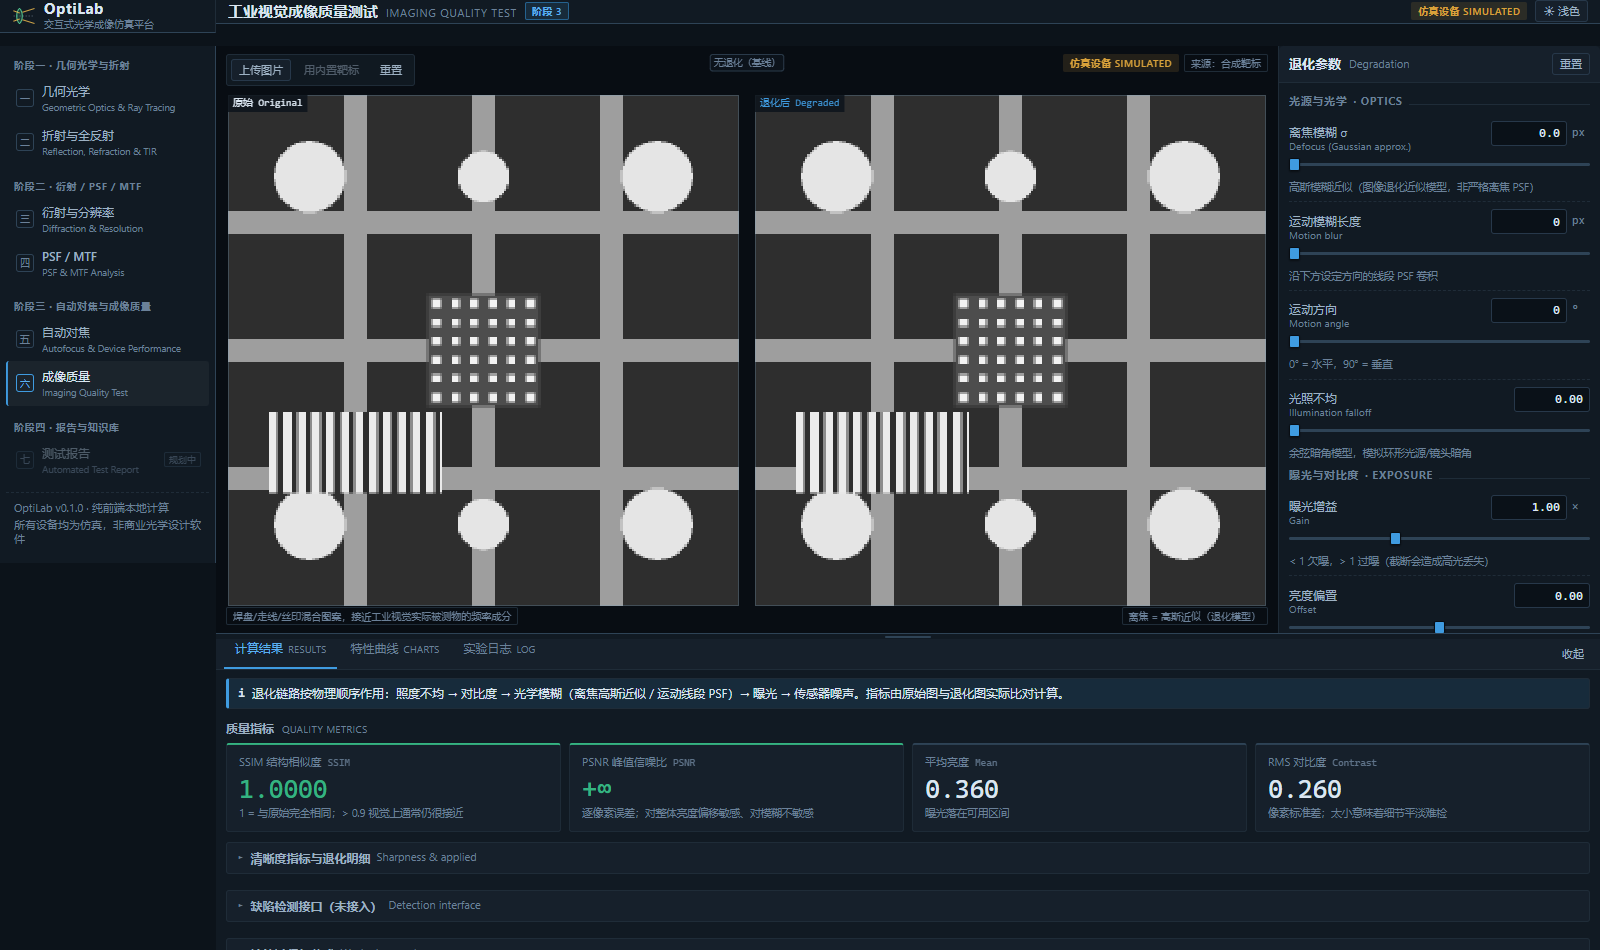 OptiLab
交互式光学成像仿真平台
工业视觉成像质量测试 IMAGING QUALITY TEST 阶段 3
仿真设备 SIMULATED
☀ 浅色
阶段一 · 几何光学与折射
一 几何光学
Geometric Optics & Ray Tracing
二 折射与全反射
Reflection, Refraction & TIR
阶段二 · 衍射 / PSF / MTF
三 衍射与分辨率
Diffraction & Resolution
四 PSF / MTF
PSF & MTF Analysis
阶段三 · 自动对焦与成像质量
五 自动对焦
Autofocus & Device Performance
六 成像质量
Imaging Quality Test
阶段四 · 报告与知识库
七 测试报告 规划中
Automated Test Report
OptiLab v0.1.0 · 纯前端本地计算
所有设备均为仿真，非商业光学设计软
件
上传图片 用内置靶标 重置
无退化（基线）
仿真设备 SIMULATED 来源：合成靶标
原始 Original
退化后 Degraded
焊盘/走线/丝印混合图案，接近工业视觉实际被测物的频率成分
离焦 = 高斯近似（退化模型）
退化参数 Degradation 重置
光源与光学 · OPTICS
离焦模糊 σ 0.0 px
Defocus (Gaussian approx.)
高斯模糊近似（图像退化近似模型，非严格离焦 PSF）
运动模糊长度 0 px
Motion blur
沿下方设定方向的线段 PSF 卷积
运动方向 0 °
Motion angle
0° = 水平，90° = 垂直
光照不均 0.00
Illumination falloff
余弦暗角模型，模拟环形光源/镜头暗角
曝光与对比度 · EXPOSURE
曝光增益 1.00 ×
Gain
< 1 欠曝，> 1 过曝（截断会造成高光丢失）
亮度偏置 0.00
Offset
计算结果 RESULTS 特性曲线 CHARTS 实验日志 LOG 收起
i 退化链路按物理顺序作用：照度不均 → 对比度 → 光学模糊（离焦高斯近似 / 运动线段 PSF）→ 曝光 → 传感器噪声。指标由原始图与退化图实际比对计算。
质量指标 QUALITY METRICS
SSIM 结构相似度 SSIM
1.0000
1 = 与原始完全相同；> 0.9 视觉上通常仍很接近
PSNR 峰值信噪比 PSNR
+∞
逐像素误差；对整体亮度偏移敏感、对模糊不敏感
平均亮度 Mean
0.360
曝光落在可用区间
RMS 对比度 Contrast
0.260
像素标准差；太小意味着细节平淡难检
清晰度指标与退化明细 Sharpness & applied
缺陷检测接口（未接入） Detection interface